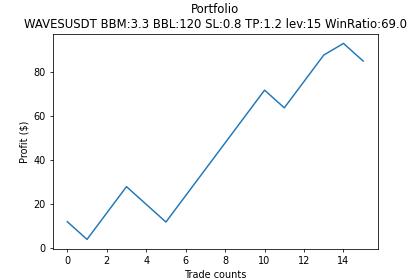 Portfolio
WAVESUSDT BBM:3.3 BBL:120 SL:0.8 TP:1.2 lev:15 WinRatio:69.0
Profit ($)
80
60
40
20
0
0 2 4 6 8 10 12 14
Trade counts